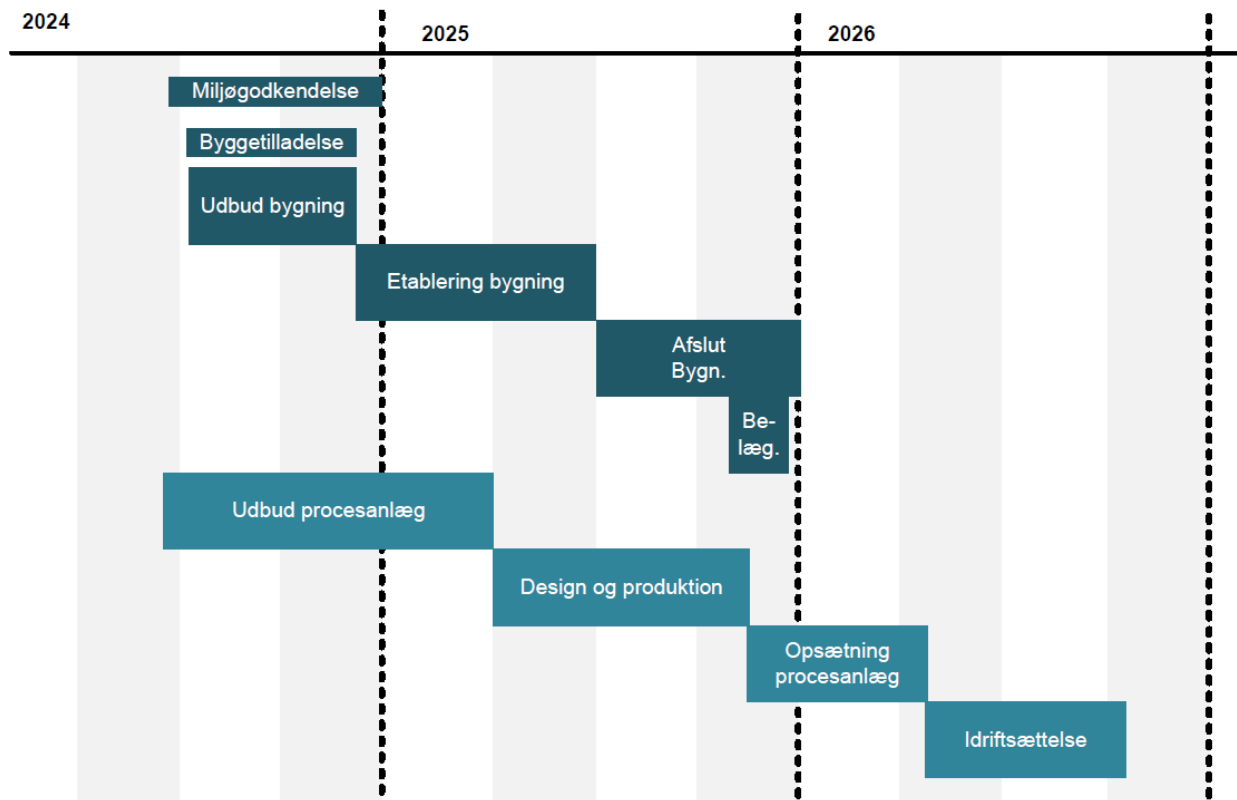 2024
2025
2026
Miljøgodkendelse
Byggetilladelse
Udbud bygning
Etablering bygning
Afslut
Bygn.
Be-
læg.
Udbud procesanlæg
Design og produktion
Opsætning
procesanlæg
Idriftsættelse